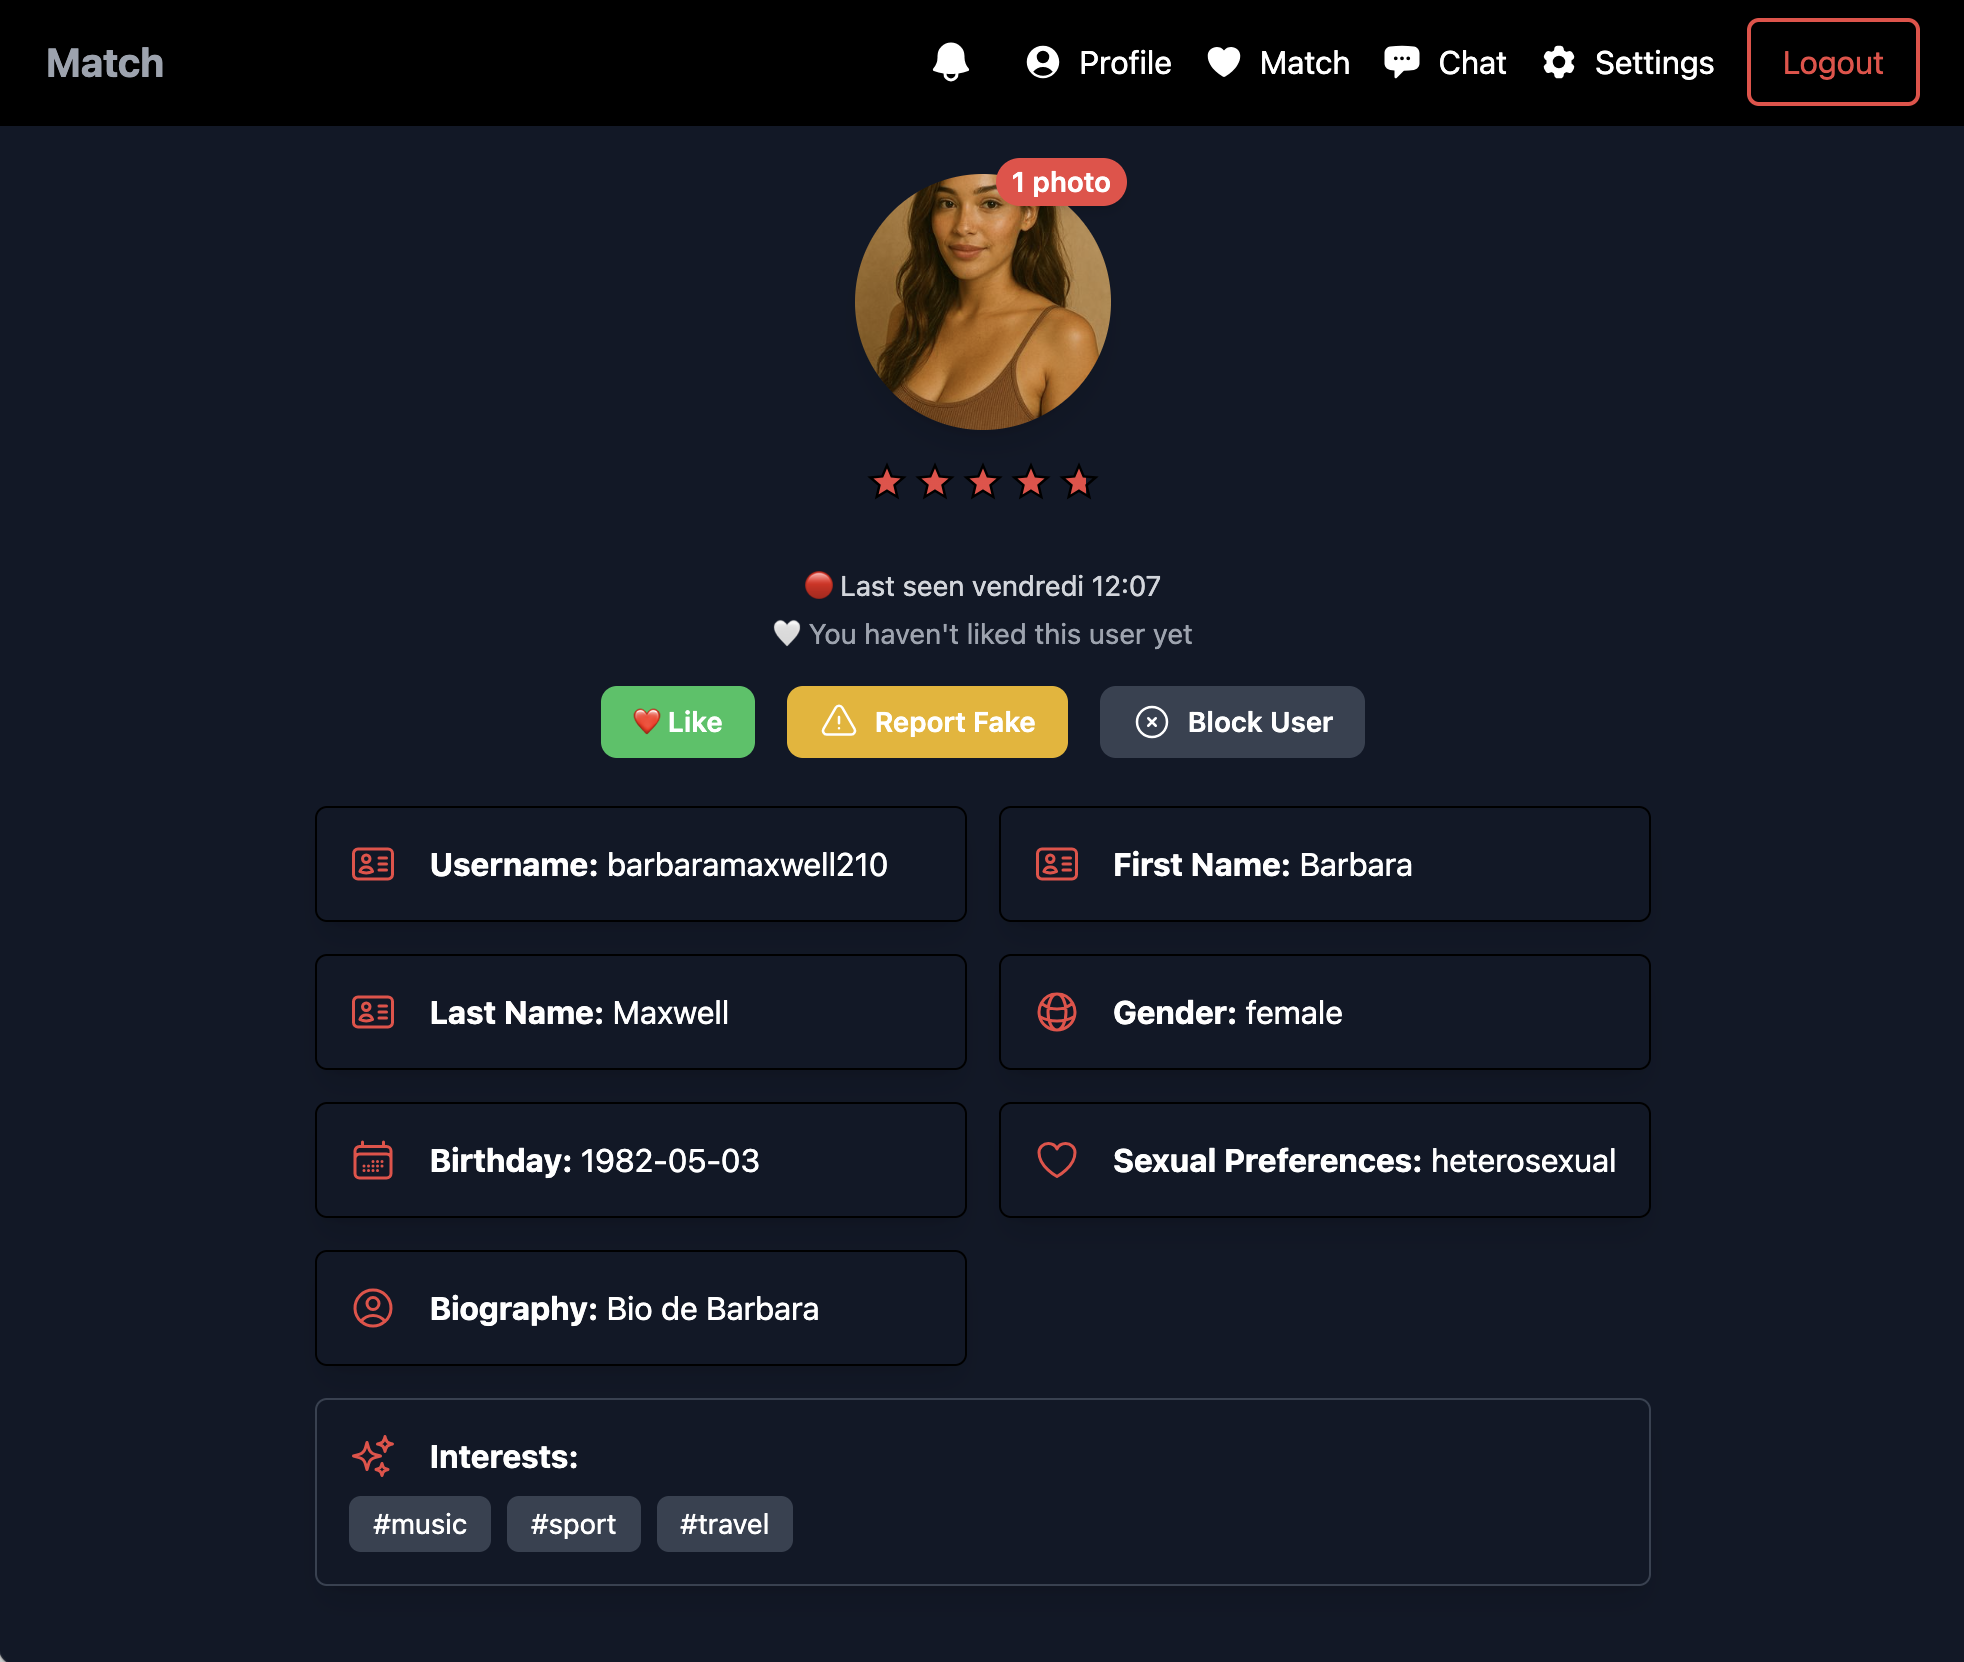 Match
Profile Match Chat Settings Logout
1 photo
Last seen vendredi 12:07
You haven't liked this user yet
Like Report Fake Block User
Username: barbaramaxwell210
First Name: Barbara
Last Name: Maxwell
Gender: female
Birthday: 1982-05-03
Sexual Preferences: heterosexual
Biography: Bio de Barbara
Interests:
#music #sport #travel